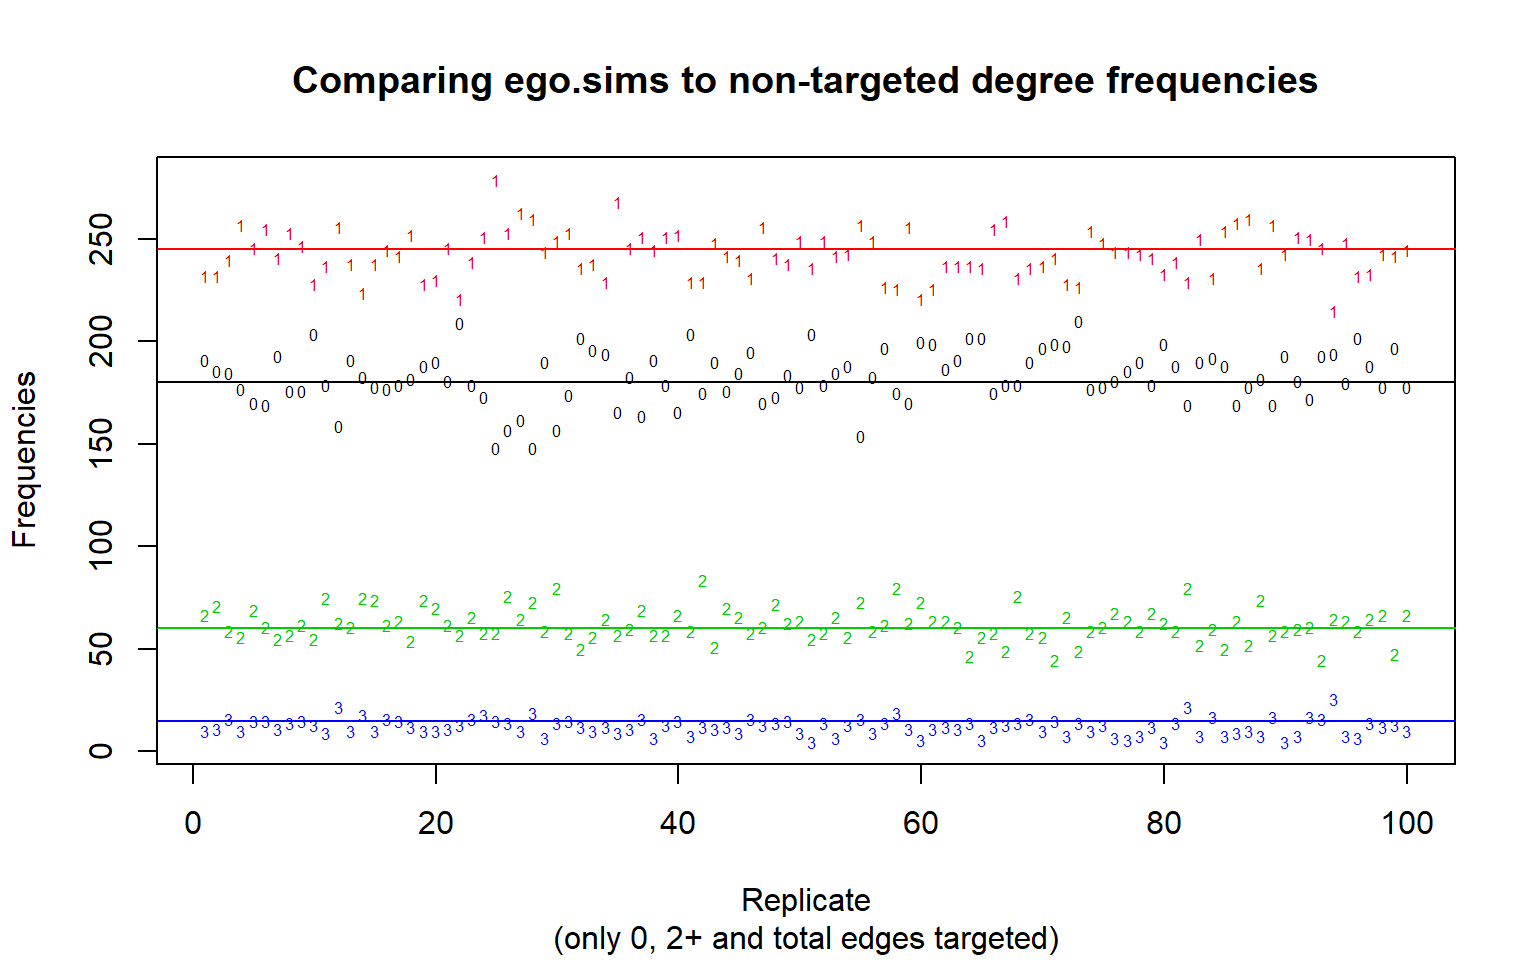 Comparing ego.sims to non-targeted degree frequencies
Frequencies
250
200
150
100
50
0
0 20 40 60 80 100
Replicate
(only 0, 2+ and total edges targeted)